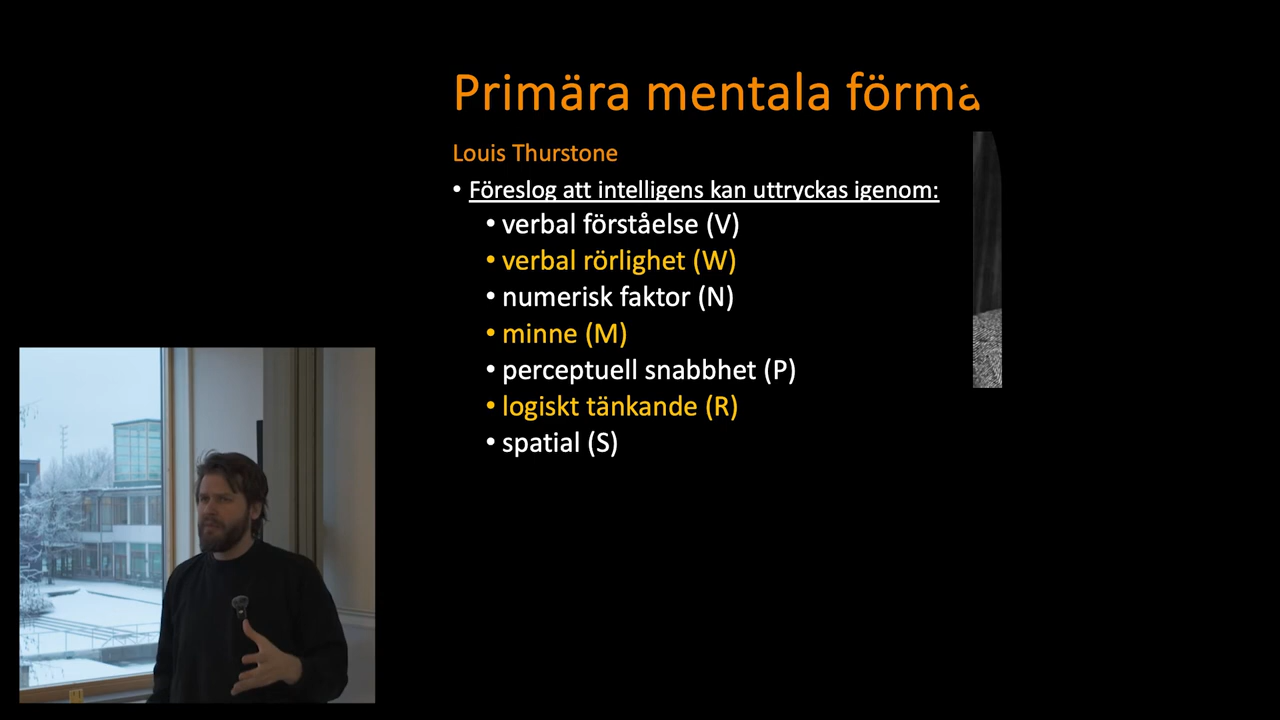 Primära mentala förma
Louis Thurstone
• Föreslog att intelligens kan uttryckas igenom:
• verbal förståelse (V)
• verbal rörlighet (W)
• numerisk faktor (N)
• minne (M)
• perceptuell snabbhet (P)
• logiskt tänkande (R)
• spatial (S)